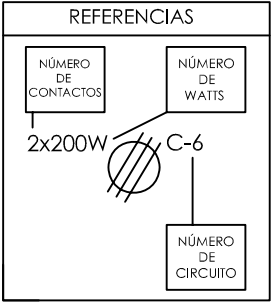 REFERENCIAS
NÚMERO
DE
CONTACTOS
NÚMERO
DE
WATTS
2x200W
C-6
NÚMERO
DE
CIRCUITO